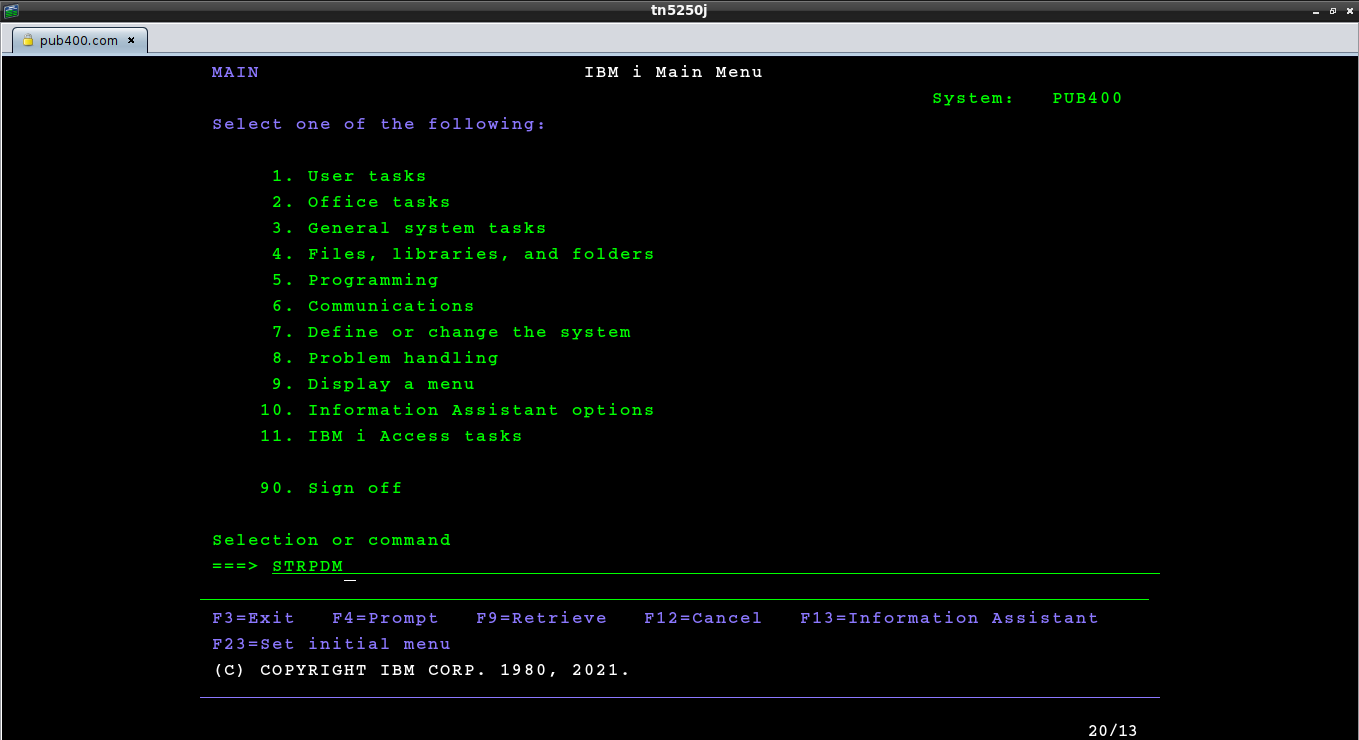 tn5250j
pub400.com
MAIN IBM i Main Menu
System: PUB400
Select one of the following:
1. User tasks
2. Office tasks
3. General system tasks
4. Files, libraries, and folders
5. Programming
6. Communications
7. Define or change the system
8. Problem handling
9. Display a menu
10. Information Assistant options
11. IBM i Access tasks
90. Sign off
Selection or command
===> STRPDM
F3=Exit F4=Prompt F9=Retrieve F12=Cancel F13=Information Assistant
F23=Set initial menu
(C) COPYRIGHT IBM CORP. 1980, 2021.
20/13